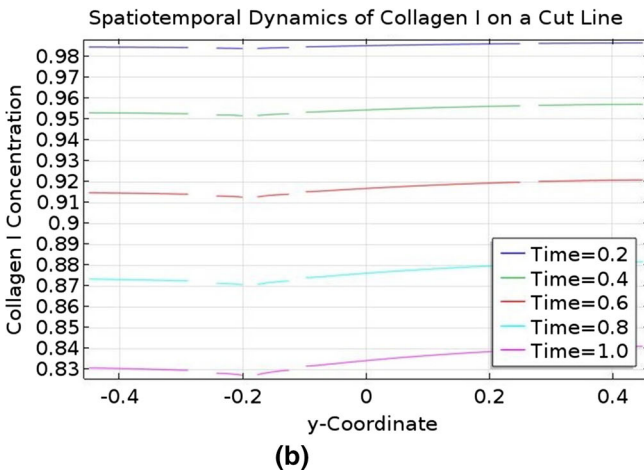 Spatiotemporal Dynamics of Collagen I on a Cut Line
0.98
0.97
0.96
0.95
0.94
0.93
0.92
0.91
0.9
0.89
0.88
0.87
0.86
0.85
0.84
0.83
Collagen I Concentration
Time=0.2
Time=0.4
Time=0.6
Time=0.8
Time=1.0
-0.4 -0.2 0 0.2 0.4
y-Coordinate
(b)